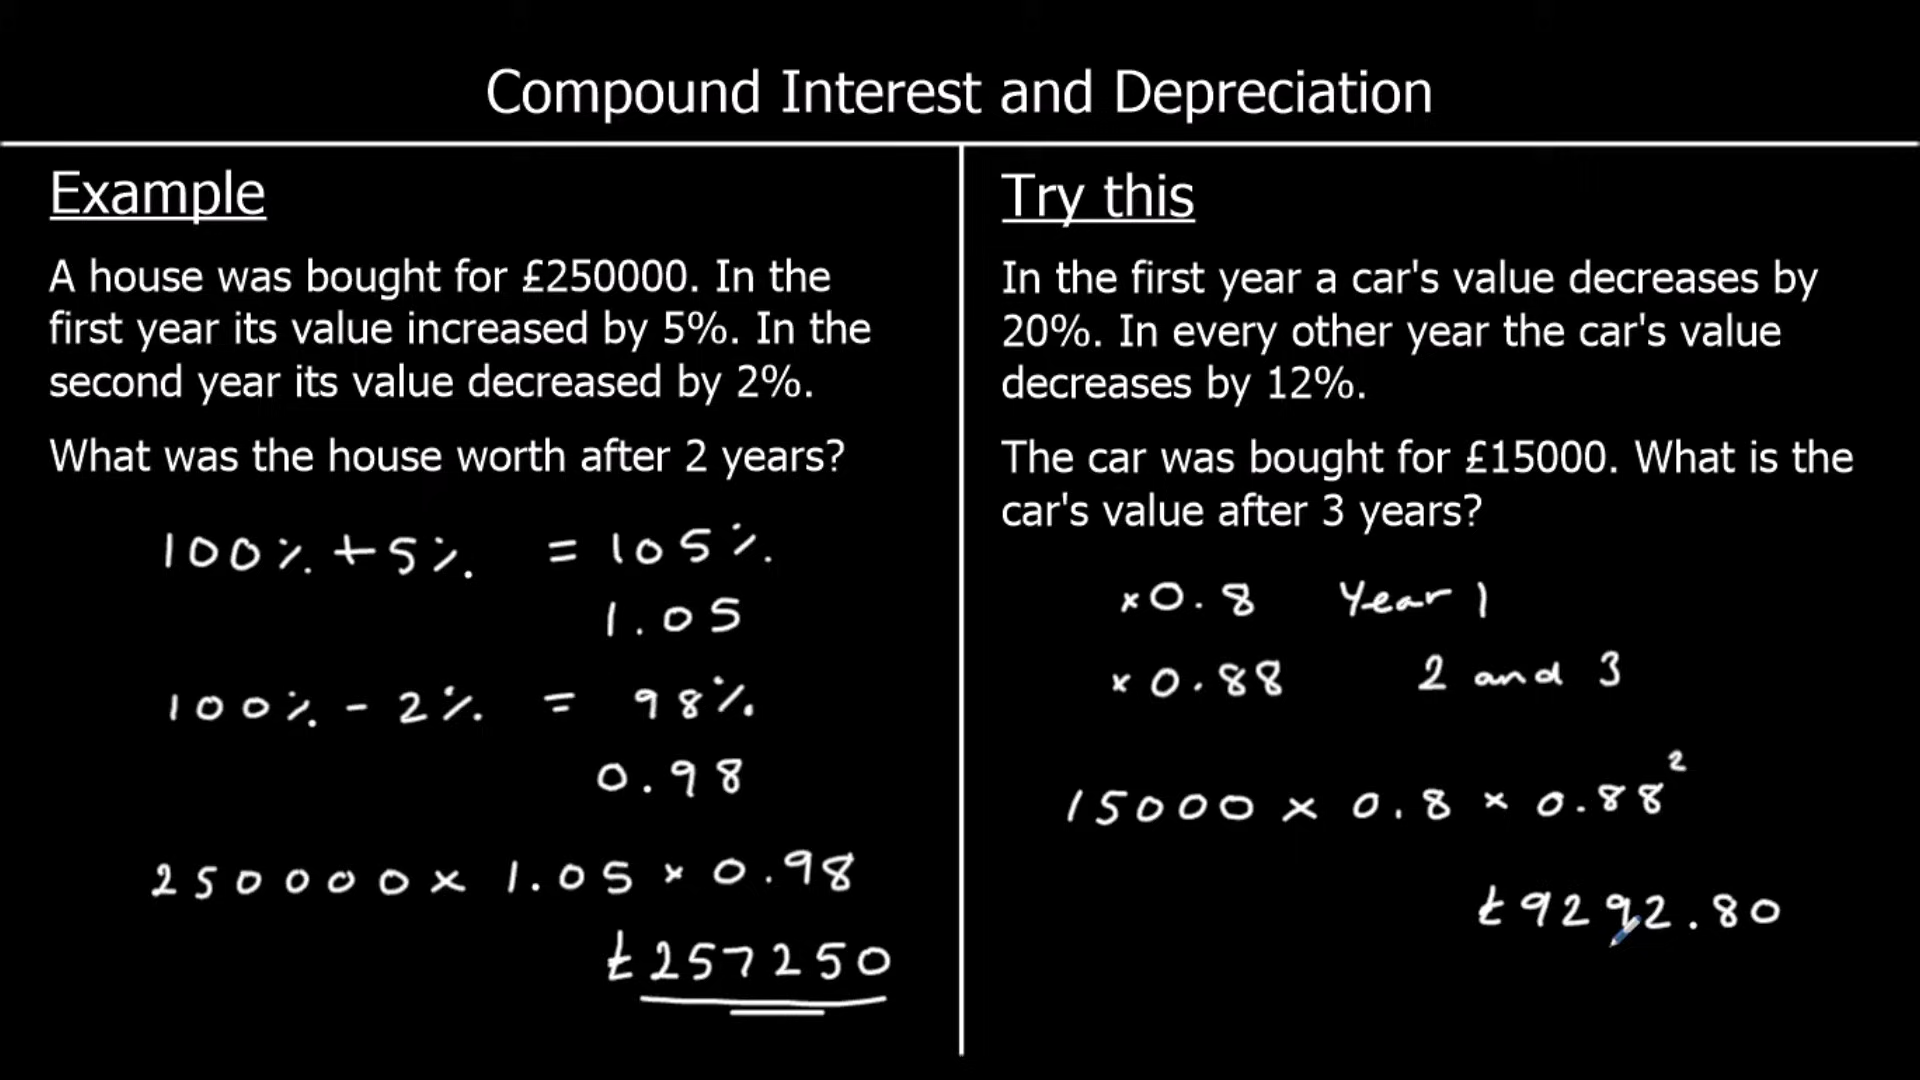 Compound Interest and Depreciation
Example
A house was bought for £250000. In the
first year its value increased by 5%. In the
second year its value decreased by 2%.
What was the house worth after 2 years?
100% + 5% = 105%
1.05
100% - 2% = 98%
0.98
250000 × 1.05 × 0.98
£257250
Try this
In the first year a car's value decreases by
20%. In every other year the car's value
decreases by 12%.
The car was bought for £15000. What is the
car's value after 3 years?
×0.8 Year 1
×0.88 2 and 3
15000 × 0.8 × 0.88²
£9292.80